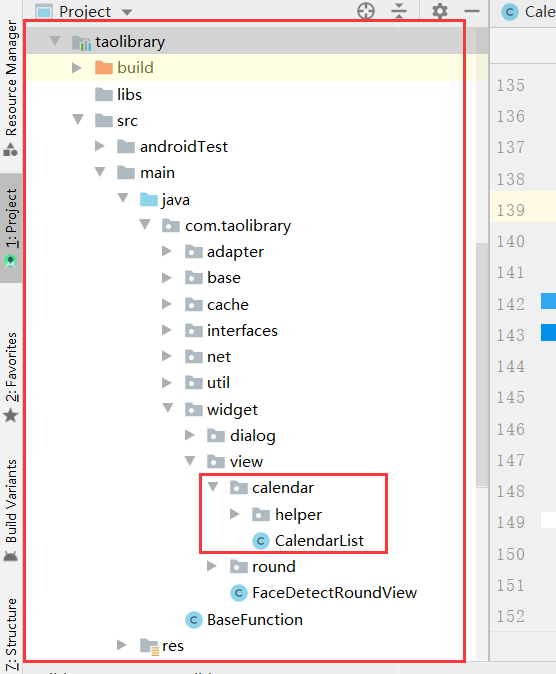 Project
Cale
Resource Manager
1: Project
2: Favorites
Build Variants
Z: Structure
taolibrary
build
libs
src
androidTest
main
java
com.taolibrary
adapter
base
cache
interfaces
net
util
widget
dialog
view
calendar
helper
C CalendarList
round
C FaceDetectRoundView
C BaseFunction
res
135
136
137
138
139
140
141
142
143
144
145
146
147
148
149
150
151
152